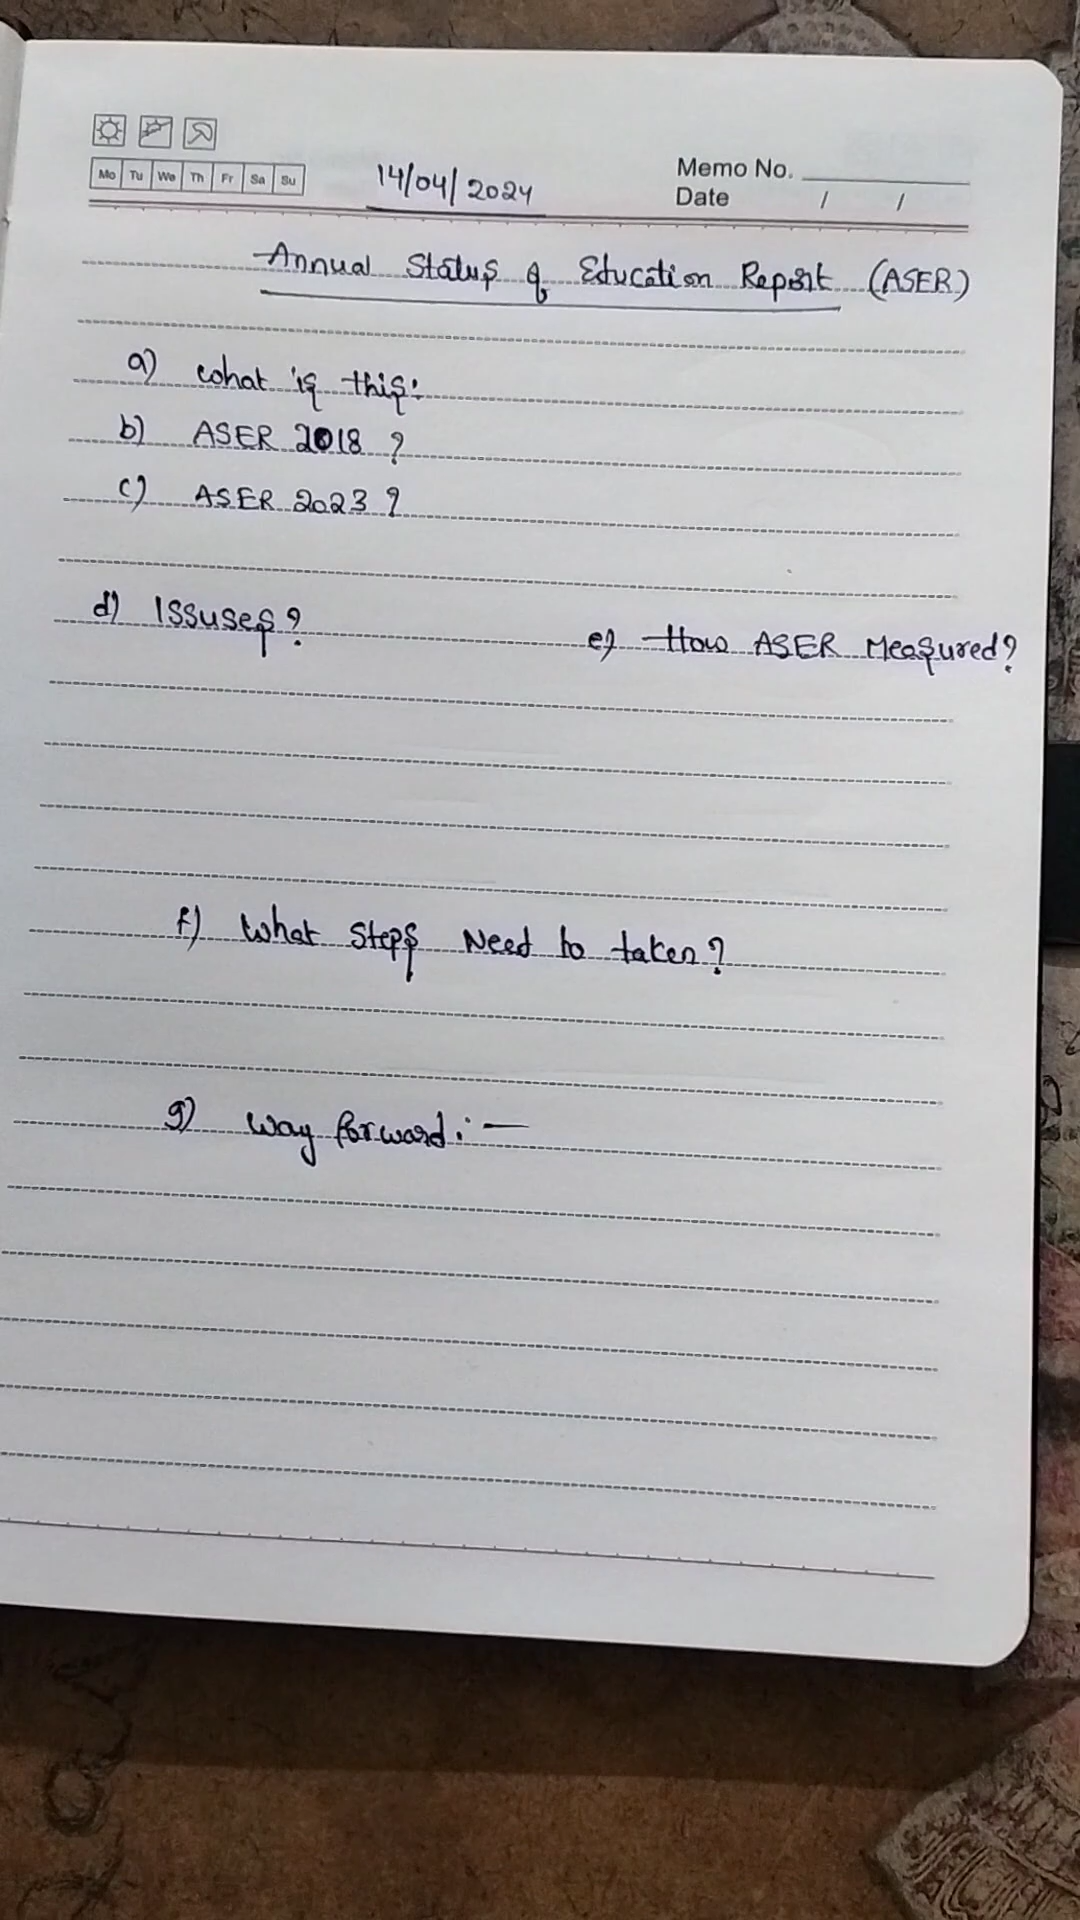 Mo Tu We Th Fr Sa Su
14/04/2024
Memo No.
Date / /
Annual Status of Education Report (ASER)
a) What is this:
b) ASER 2018 ?
c) ASER 2023 ?
d) Issuses ?
e) How ASER Measured ?
f) What Steps Need to taken ?
g) Way forward : —